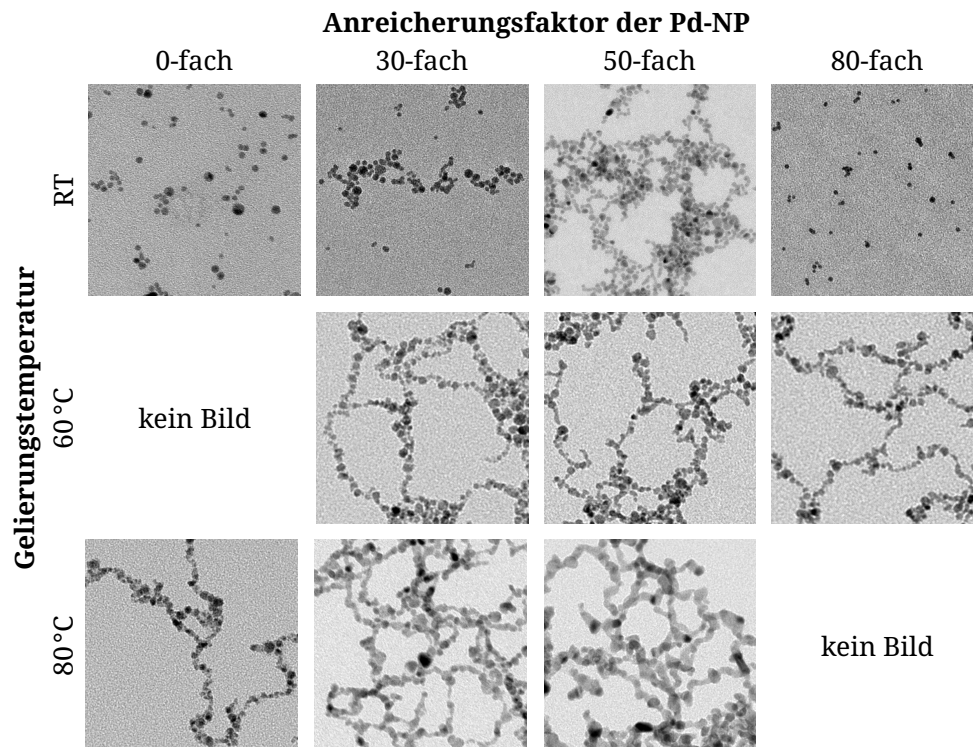 Anreicherungsfaktor der Pd-NP
0-fach 30-fach 50-fach 80-fach
Gelierungstemperatur
RT
60 °C
kein Bild
80 °C
kein Bild